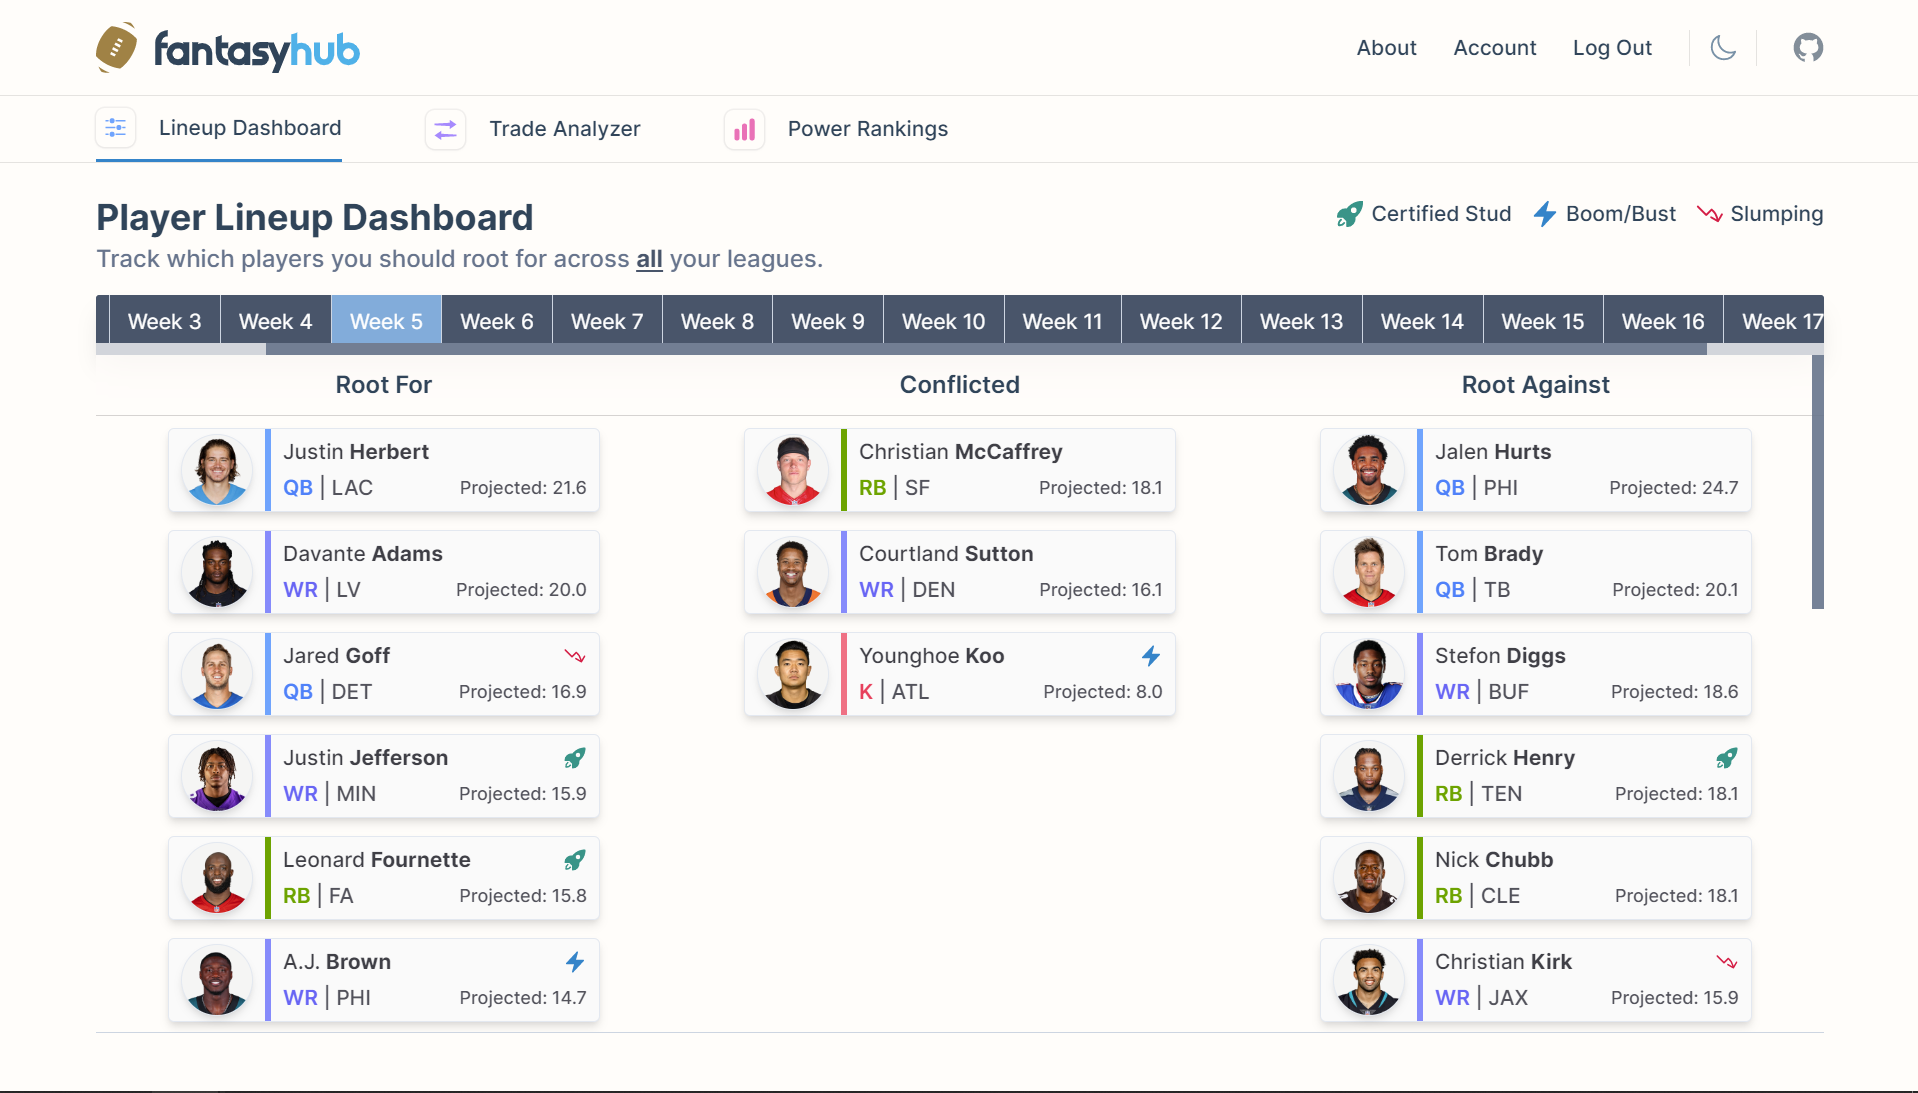 fantasyhub
About Account Log Out
Lineup Dashboard Trade Analyzer Power Rankings
Player Lineup Dashboard
Certified Stud Boom/Bust Slumping
Track which players you should root for across all your leagues.
Week 3 Week 4 Week 5 Week 6 Week 7 Week 8 Week 9 Week 10 Week 11 Week 12 Week 13 Week 14 Week 15 Week 16 Week 17
Root For
Justin Herbert
QB | LAC Projected: 21.6
Davante Adams
WR | LV Projected: 20.0
Jared Goff
QB | DET Projected: 16.9
Justin Jefferson
WR | MIN Projected: 15.9
Leonard Fournette
RB | FA Projected: 15.8
A.J. Brown
WR | PHI Projected: 14.7
Conflicted
Christian McCaffrey
RB | SF Projected: 18.1
Courtland Sutton
WR | DEN Projected: 16.1
Younghoe Koo
K | ATL Projected: 8.0
Root Against
Jalen Hurts
QB | PHI Projected: 24.7
Tom Brady
QB | TB Projected: 20.1
Stefon Diggs
WR | BUF Projected: 18.6
Derrick Henry
RB | TEN Projected: 18.1
Nick Chubb
RB | CLE Projected: 18.1
Christian Kirk
WR | JAX Projected: 15.9